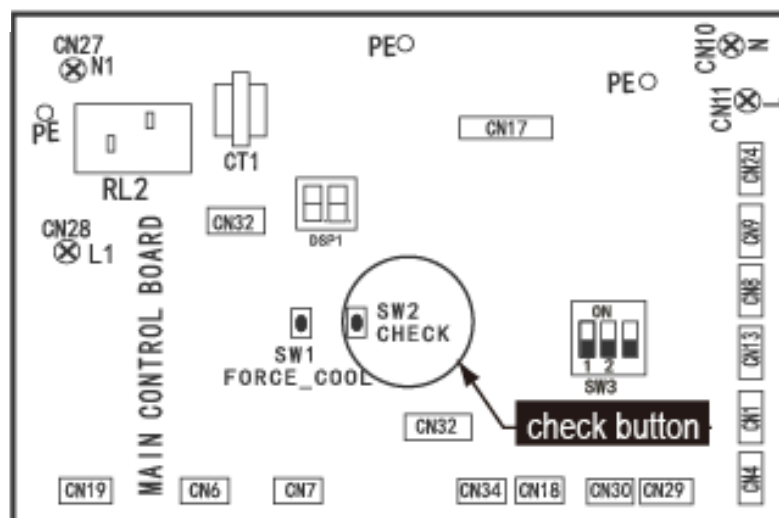 CN27
N1
PE
PE
RL2
CT1
CN17
PE
CN10
N
CN11
CN28
L1
CN32
DSP1
MAIN CONTROL BOARD
SW1
FORCE_COOL
SW2
CHECK
ON
1 2
SW3
CN32
check button
CN24
CN9
CN8
CN13
CN1
CN4
CN19
CN6
CN7
CN34
CN18
CN30
CN29